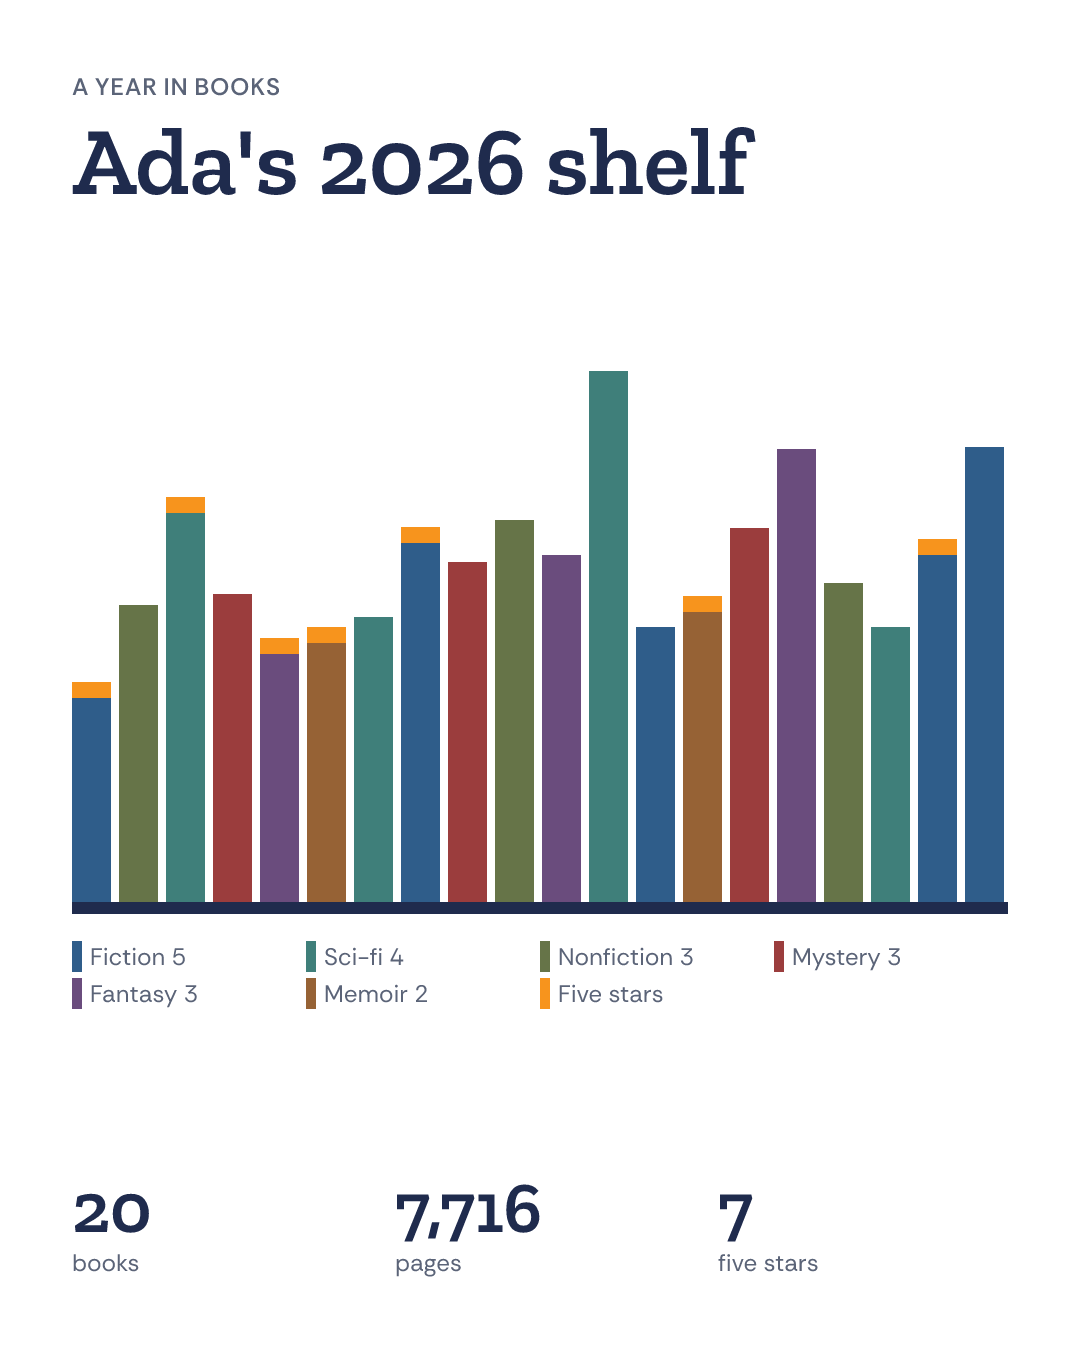 A YEAR IN BOOKS
Ada's 2026 shelf
Fiction 5
Sci-fi 4
Nonfiction 3
Mystery 3
Fantasy 3
Memoir 2
Five stars
20
books
7,716
pages
7
five stars